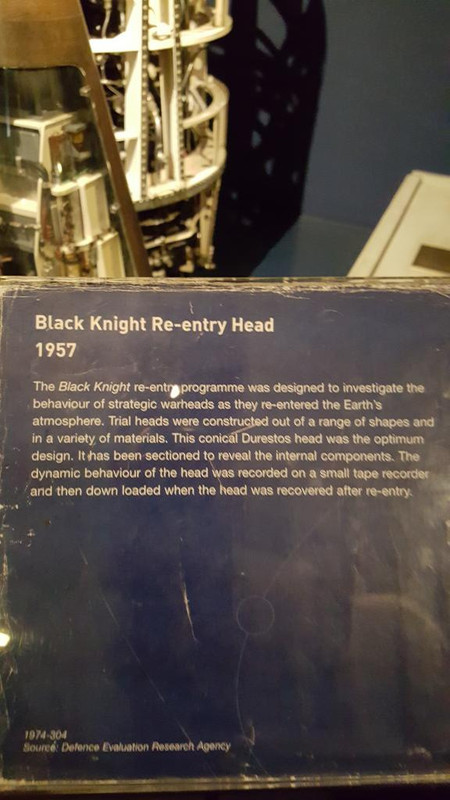 Black Knight Re-entry Head
1957
The Black Knight re-entry programme was designed to investigate the
behaviour of strategic warheads as they re-entered the Earth's
atmosphere. Trial heads were constructed out of a range of shapes and
in a variety of materials. This conical Durestos head was the optimum
design. It has been sectioned to reveal the internal components. The
dynamic behaviour of the head was recorded on a small tape recorder
and then down loaded when the head was recovered after re-entry.
1974-304
Source: Defence Evaluation Research Agency